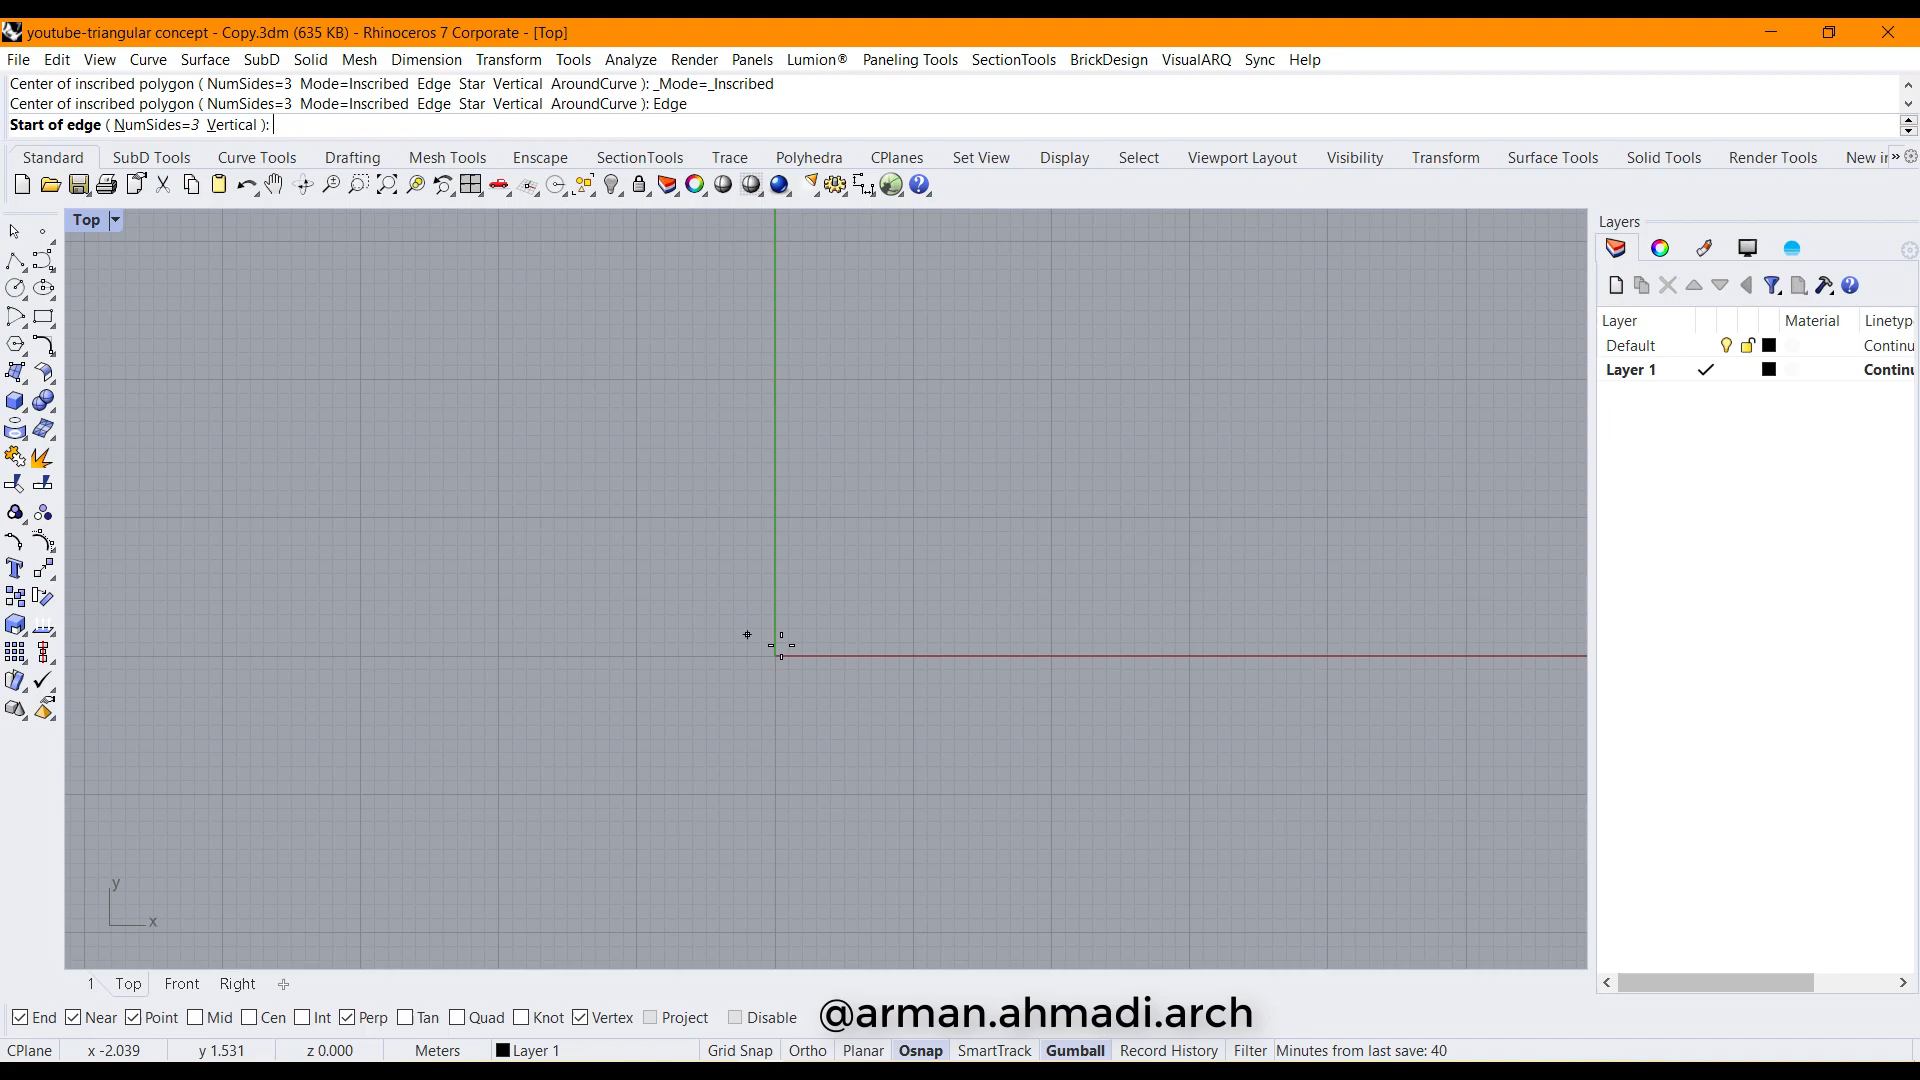 youtube-triangular concept - Copy.3dm (635 KB) - Rhinoceros 7 Corporate - [Top]
File Edit View Curve Surface SubD Solid Mesh Dimension Transform Tools Analyze Render Panels Lumion® Paneling Tools SectionTools BrickDesign VisualARQ Sync Help
Center of inscribed polygon ( NumSides=3 Mode=Inscribed Edge Star Vertical AroundCurve ): _Mode=_Inscribed
Center of inscribed polygon ( NumSides=3 Mode=Inscribed Edge Star Vertical AroundCurve ): Edge
Start of edge ( NumSides=3 Vertical ):
Standard SubD Tools Curve Tools Drafting Mesh Tools Enscape SectionTools Trace Polyhedra CPlanes Set View Display Select Viewport Layout Visibility Transform Surface Tools Solid Tools Render Tools New in »
Top
Layers
Layer Material Linetyp
Default Continu
Layer 1 Continu
y
x
1 Top Front Right
End Near Point Mid Cen Int Perp Tan Quad Knot Vertex Project Disable
@arman.ahmadi.arch
CPlane x -2.039 y 1.531 z 0.000 Meters Layer 1 Grid Snap Ortho Planar Osnap SmartTrack Gumball Record History Filter Minutes from last save: 40